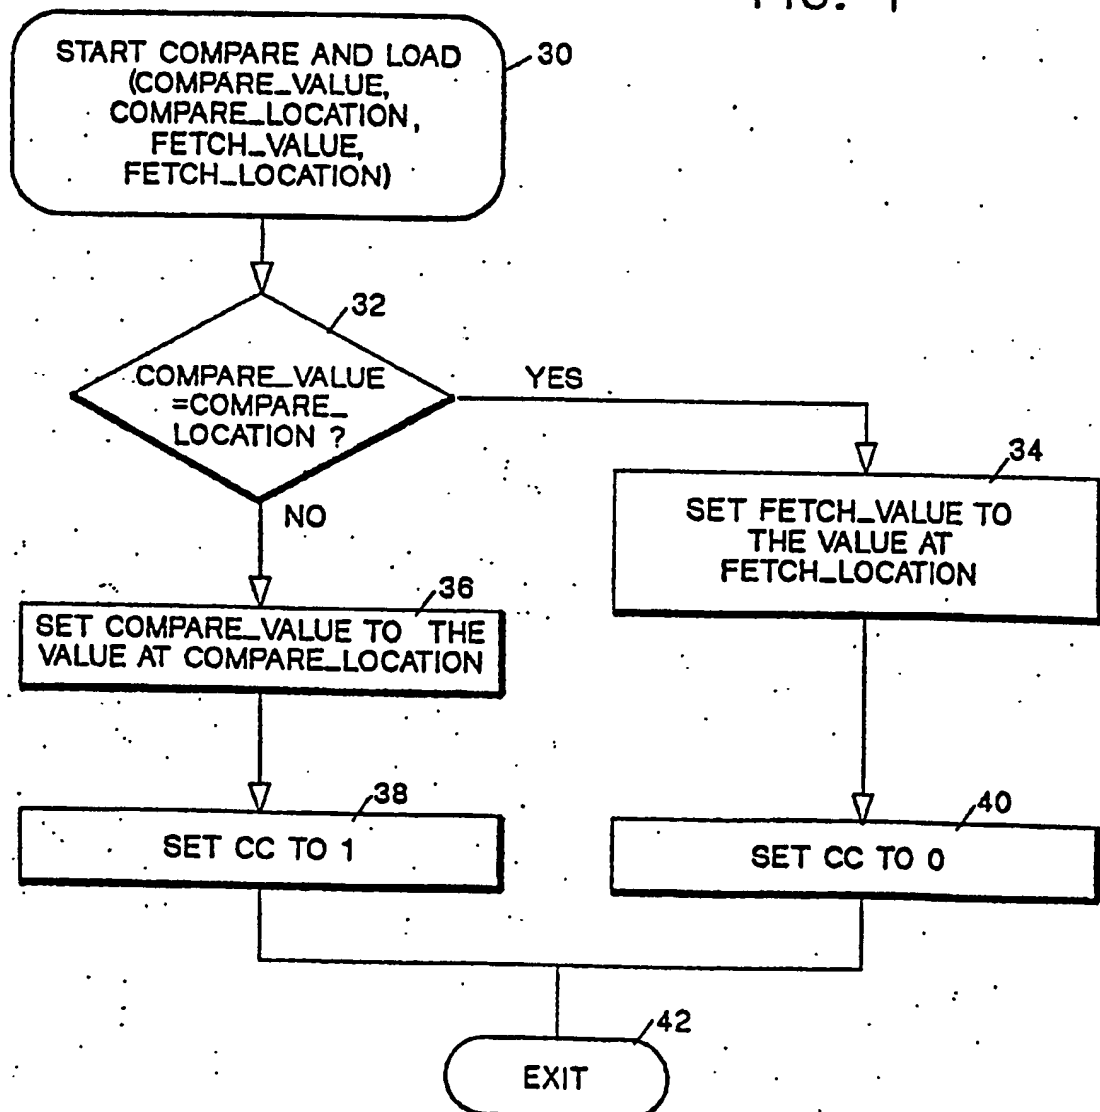 START COMPARE AND LOAD
(COMPARE_VALUE,
COMPARE_LOCATION,
FETCH_VALUE,
FETCH_LOCATION)
30
32
COMPARE_VALUE
=COMPARE_
LOCATION ?
YES
NO
34
SET FETCH_VALUE TO
THE VALUE AT
FETCH_LOCATION
36
SET COMPARE_VALUE TO THE
VALUE AT COMPARE_LOCATION
38
SET CC TO 1
40
SET CC TO 0
42
EXIT